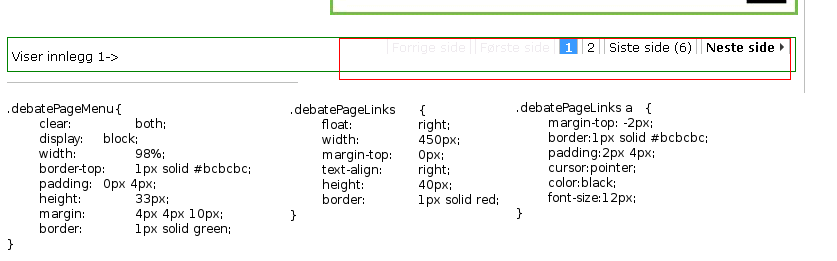 Forrige side Første side 1 2 Siste side (6) Neste side
Viser innlegg 1->
.debatePageMenu{
clear: both;
display: block;
width: 98%;
border-top: 1px solid #bcbcbc;
padding: 0px 4px;
height: 33px;
margin: 4px 4px 10px;
border: 1px solid green;
}
.debatePageLinks {
float: right;
width: 450px;
margin-top: 0px;
text-align: right;
height: 40px;
border: 1px solid red;
}
.debatePageLinks a {
margin-top: -2px;
border:1px solid #bcbcbc;
padding:2px 4px;
cursor:pointer;
color:black;
font-size:12px;
}